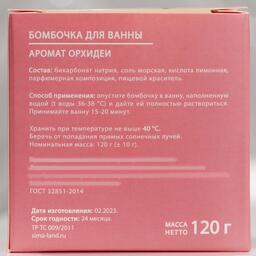 БОМБОЧКА ДЛЯ ВАННЫ
АРОМАТ ОРХИДЕИ
Состав: бикарбонат натрия, соль морская, кислота лимонная,
парфюмерная композиция, пищевой краситель.
Способ применения: опустите бомбочку в ванну, наполненную
водой (t воды 36-38 °C) и дайте ей полностью раствориться.
Принимайте ванну 15-20 минут.
Хранить при температуре не выше 40 °C.
Беречь от попадания прямых солнечных лучей.
Номинальная масса: 120 г (± 10 г).
ГОСТ 32851-2014
Дата изготовления: 02.2023.
Срок годности: 24 месяца.
ТР ТС 009/2011
sima-land.ru
МАССА
НЕТТО 120 г